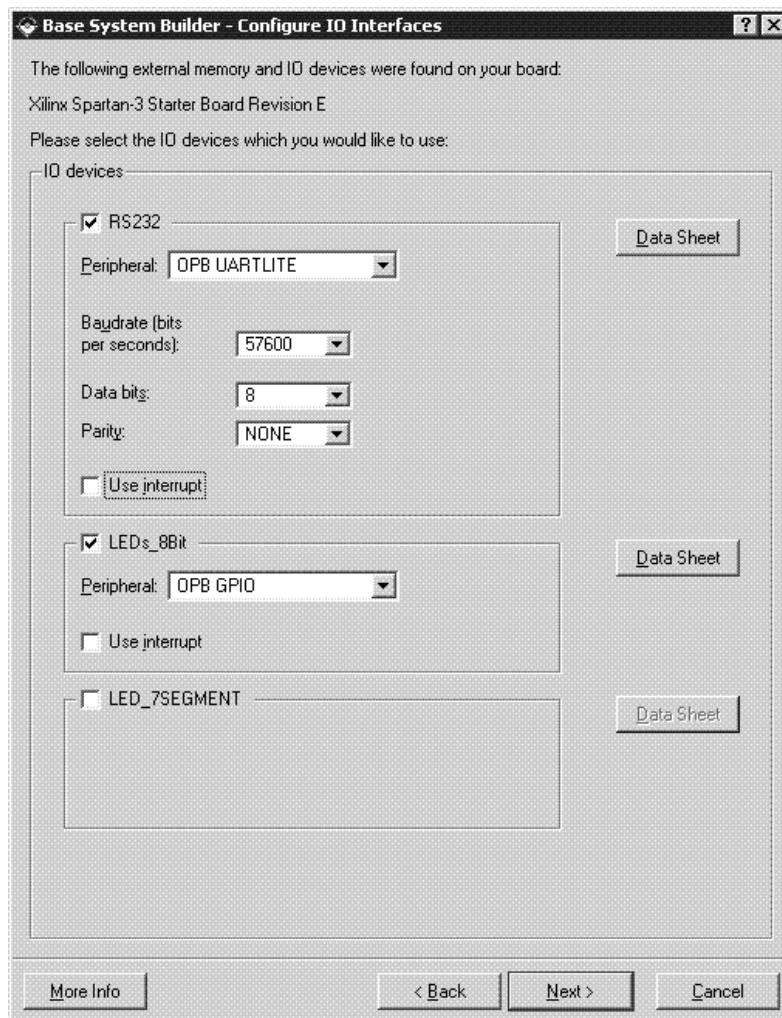 Base System Builder - Configure IO Interfaces
The following external memory and IO devices were found on your board:
Xilinx Spartan-3 Starter Board Revision E
Please select the IO devices which you would like to use:
IO devices
RS232
Data Sheet
Peripheral: OPB UARTLITE
Baudrate (bits
per seconds): 57600
Data bits: 8
Parity: NONE
Use interrupt
LEDs_8Bit
Data Sheet
Peripheral: OPB GPIO
Use interrupt
LED_7SEGMENT
Data Sheet
More Info < Back Next > Cancel